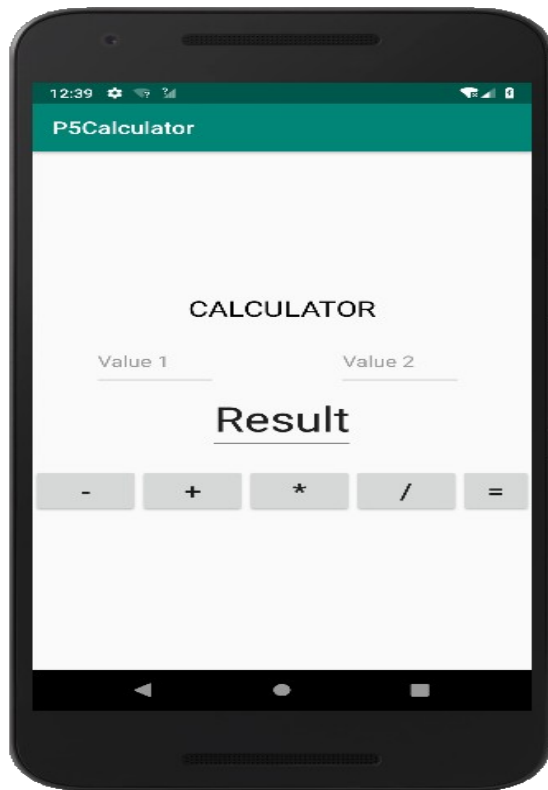 12:39
P5Calculator
CALCULATOR
Value 1 Value 2
Result
- + * / =